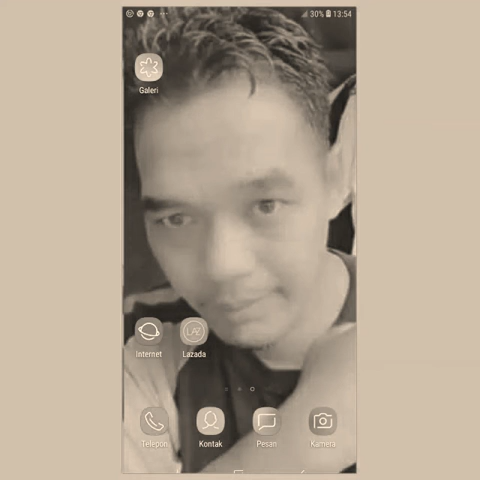 30% 13:54
Galeri
Internet
Lazada
Telepon
Kontak
Pesan
Kamera